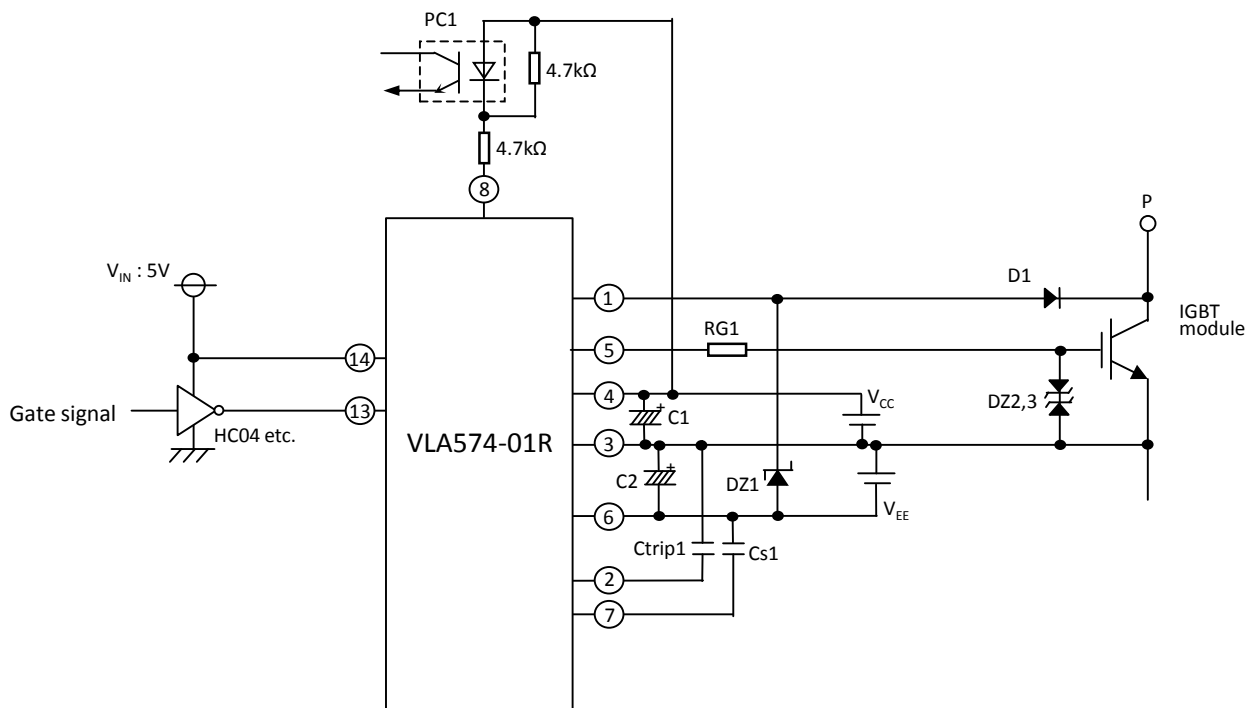 PC1
4.7kΩ
4.7kΩ
8
P
V_IN : 5V
D1
1
IGBT
module
RG1
5
14
4
V_CC
C1
DZ2,3
Gate signal
13
HC04 etc.
VLA574-01R
3
C2
DZ1
6
V_EE
Ctrip1
Cs1
2
7
+
+